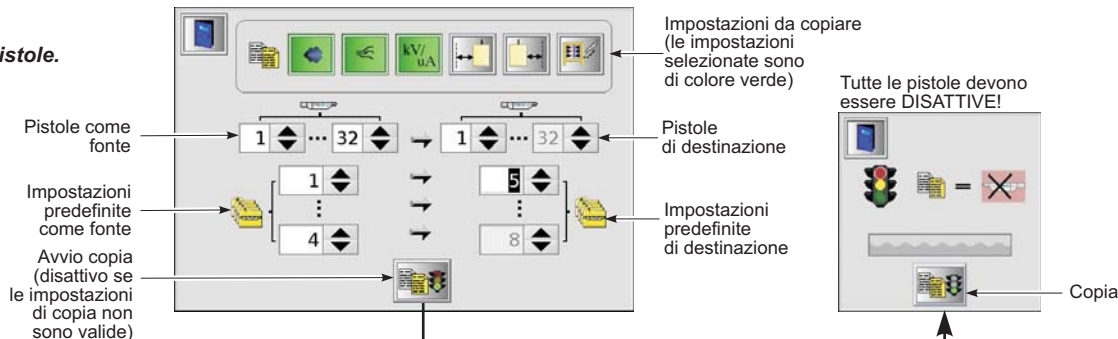 istole.
Impostazioni da copiare
(le impostazioni
selezionate sono
di colore verde)
kV/
uA
Pistole come
fonte
1 ... 32
1 ... 32
Pistole
di destinazione
Impostazioni
predefinite
come fonte
1
4
5
8
Impostazioni
predefinite
di destinazione
Avvio copia
(disattivo se
le impostazioni
di copia non
sono valide)
Tutte le pistole devono
essere DISATTIVE!
=
Copia